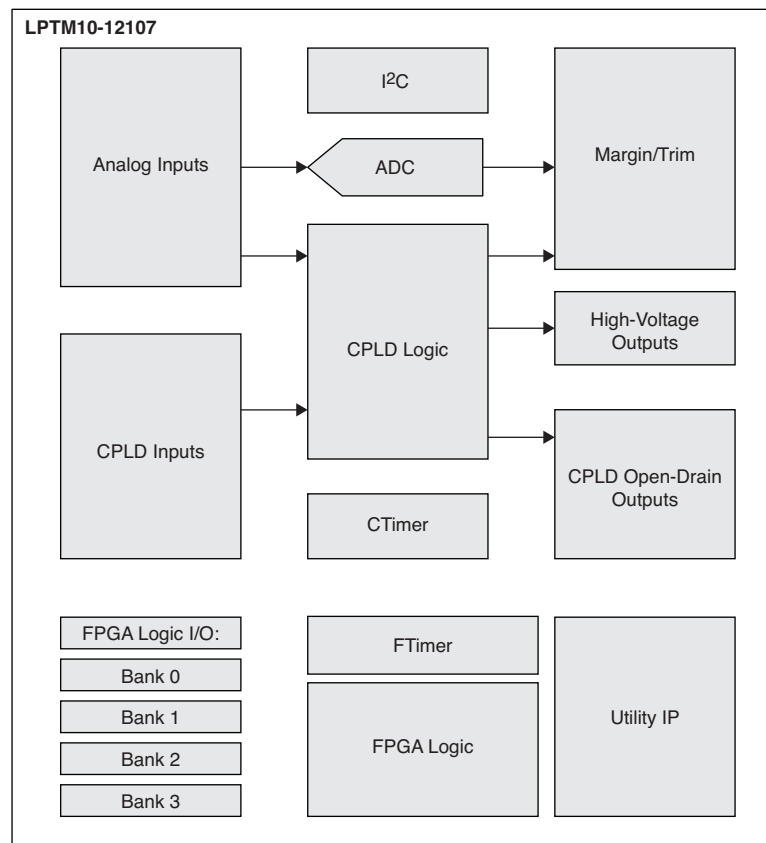 LPTM10-12107
Analog Inputs
I²C
ADC
Margin/Trim
CPLD Logic
High-Voltage
Outputs
CPLD Inputs
CPLD Open-Drain
Outputs
CTimer
FPGA Logic I/O:
Bank 0
Bank 1
Bank 2
Bank 3
FTimer
FPGA Logic
Utility IP